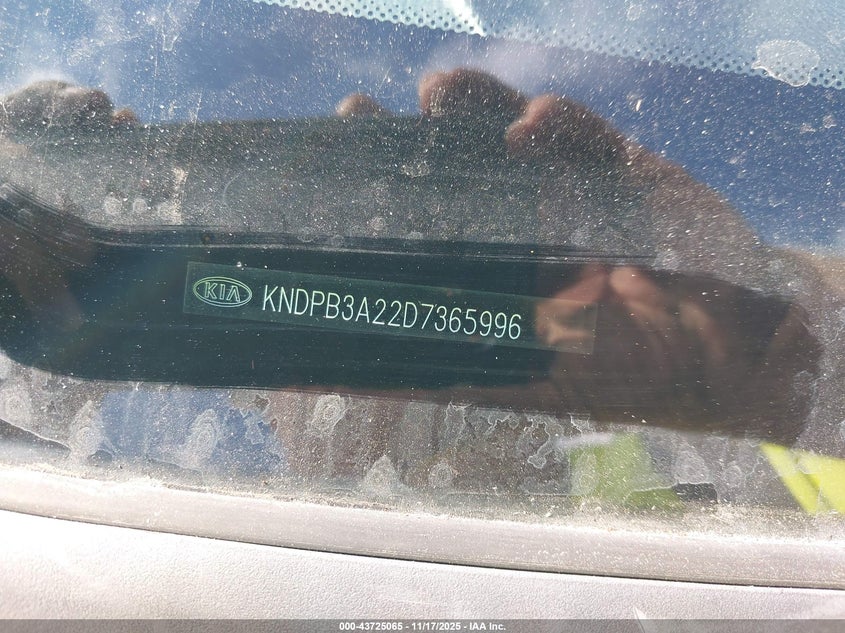 KIA KNDPB3A22D7365996
000-43725065 - 11/17/2025 - IAA Inc.